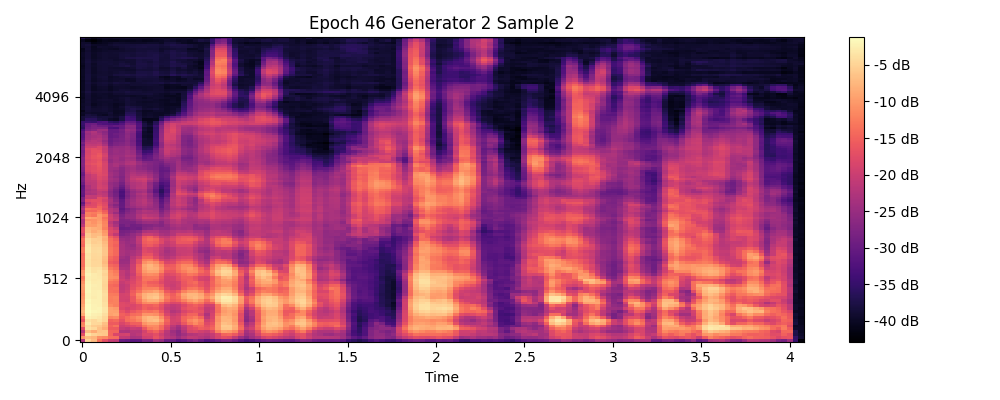 Epoch 46 Generator 2 Sample 2
Hz
4096
2048
1024
512
0
0 0.5 1 1.5 2 2.5 3 3.5 4
Time
-5 dB
-10 dB
-15 dB
-20 dB
-25 dB
-30 dB
-35 dB
-40 dB